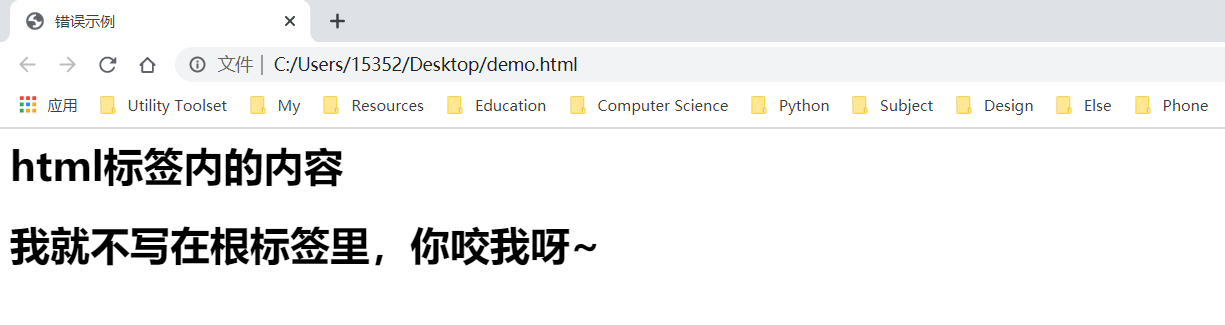 错误示例
文件 | C:/Users/15352/Desktop/demo.html
应用 Utility Toolset My Resources Education Computer Science Python Subject Design Else Phone
html标签内的内容
我就不写在根标签里，你咬我呀~